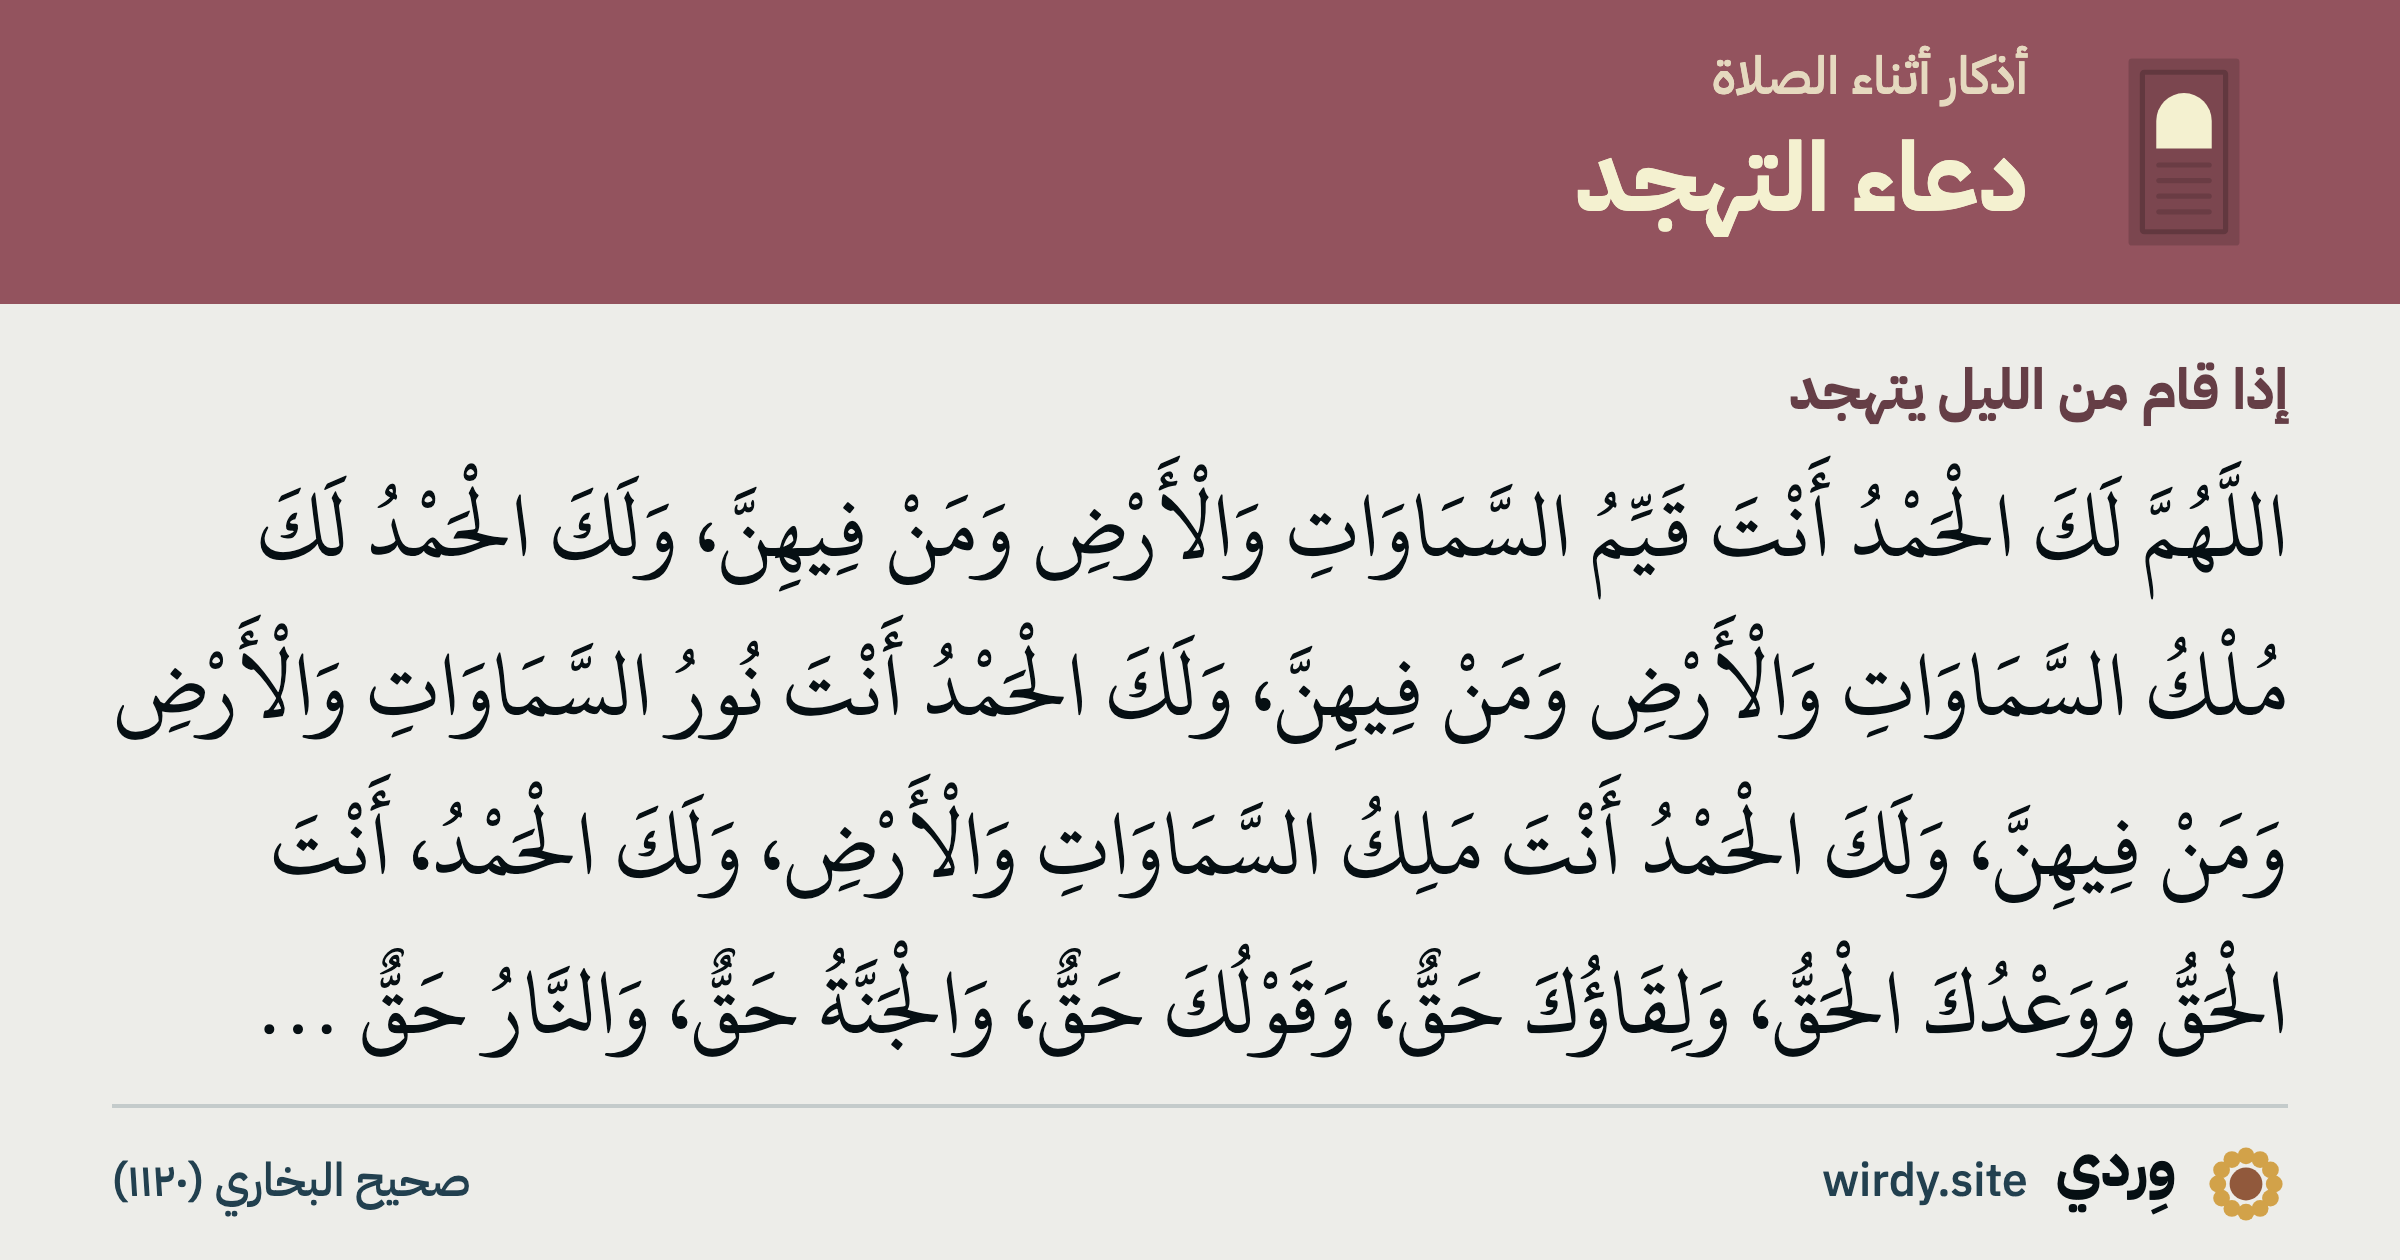 أذكار أثناء الصلاة
دعاء التهجد
إذا قام من الليل يتهجد
اللَّهُمَّ لَكَ الْحَمْدُ أَنْتَ قَيِّمُ السَّمَاوَاتِ وَالْأَرْضِ وَمَنْ فِيهِنَّ، وَلَكَ الْحَمْدُ لَكَ
مُلْكُ السَّمَاوَاتِ وَالْأَرْضِ وَمَنْ فِيهِنَّ، وَلَكَ الْحَمْدُ أَنْتَ نُورُ السَّمَاوَاتِ وَالْأَرْضِ
وَمَنْ فِيهِنَّ، وَلَكَ الْحَمْدُ أَنْتَ مَلِكُ السَّمَاوَاتِ وَالْأَرْضِ، وَلَكَ الْحَمْدُ، أَنْتَ
الْحَقُّ وَوَعْدُكَ الْحَقُّ، وَلِقَاؤُكَ حَقٌّ، وَقَوْلُكَ حَقٌّ، وَالْجَنَّةُ حَقٌّ، وَالنَّارُ حَقٌّ ...
وِردي wirdy.site
صحيح البخاري (١١٢٠)